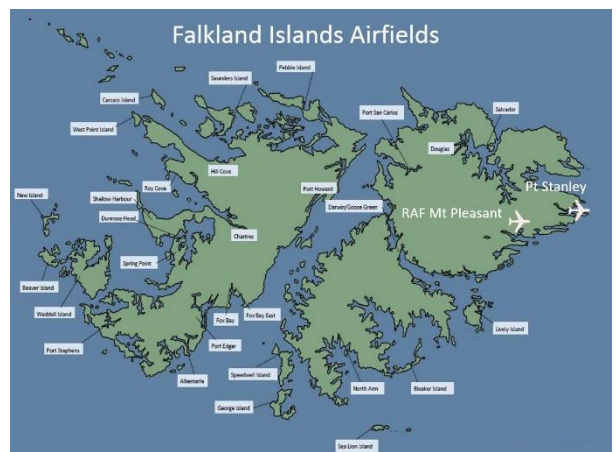 Falkland Islands Airfields
Pebble Island
Saunders Island
Carcass Island
Port San Carlos
Salvador
West Point Island
Douglas
Hill Cove
Roy Cove
Port Howard
Pt Stanley
New Island
Shallow Harbour
Darwin/Goose Green
RAF Mt Pleasant
Dunnose Head
Chartres
Spring Point
Beaver Island
Weddell Island
Fox Bay
Fox Bay East
Lively Island
Port Stephens
Port Edgar
Albemarle
Speedwell Island
North Arm
Bleaker Island
George Island
Sea Lion Island